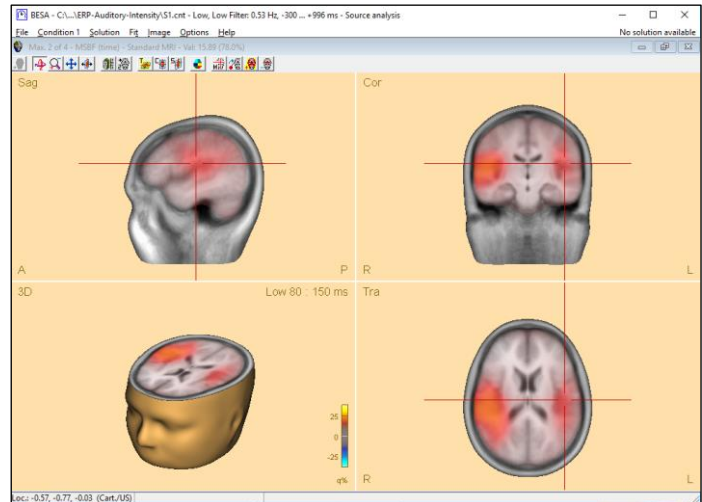 BESA - C:\...\ERP-Auditory-Intensity\S1.cnt - Low, Low Filter: 0.53 Hz, -300 ... +996 ms - Source analysis
File Condition 1 Solution Fit Image Options Help
No solution available
Max. 2 of 4 - MSBF (time) - Standard MRI - Val: 15.89 (78.0%)
Sag
Cor
A
P
R
L
3D
Low 80 : 150 ms
Tra
25
0
-25
q%
R
L
Loc.: -0.57, -0.77, -0.03 (Cart./US)